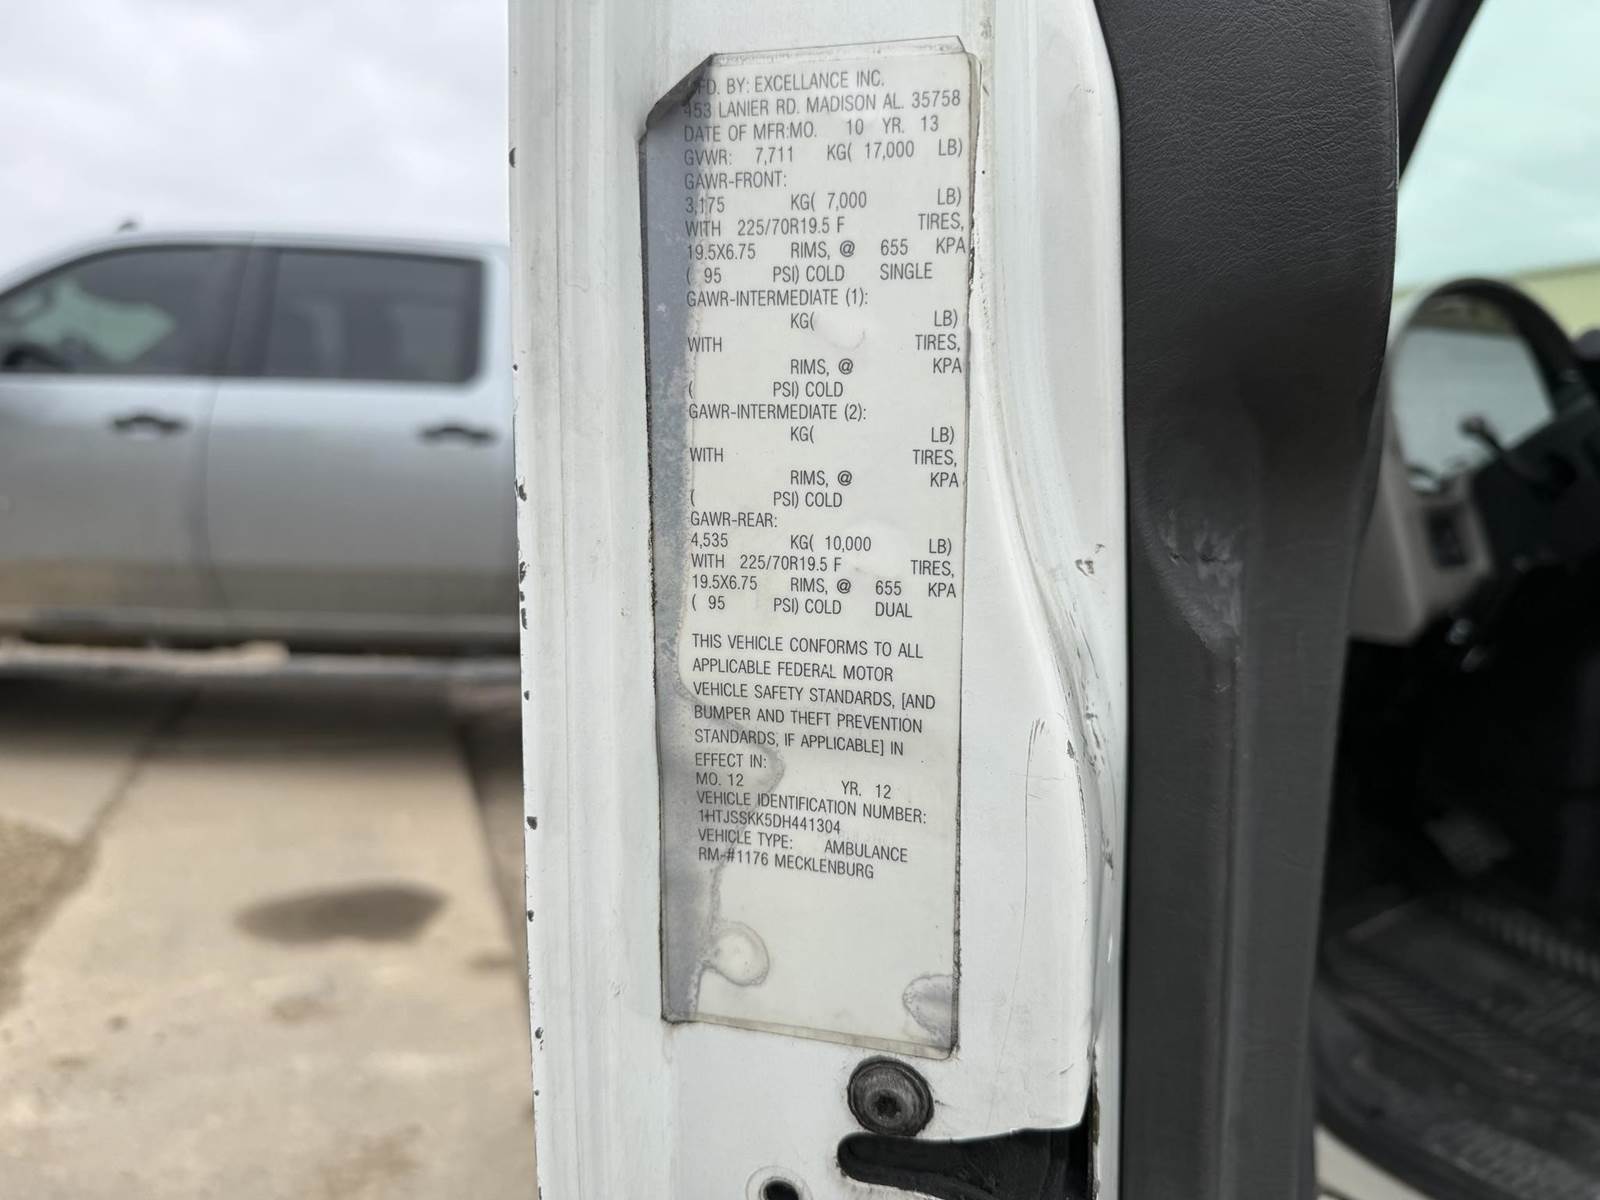 MFD. BY: EXCELLANCE INC.
453 LANIER RD. MADISON AL. 35758
DATE OF MFR:MO. 10 YR. 13
GVWR: 7,711 KG( 17,000 LB)
GAWR-FRONT:
3,175 KG( 7,000 LB)
WITH 225/70R19.5 F TIRES,
19.5X6.75 RIMS, @ 655 KPA
( 95 PSI) COLD SINGLE
GAWR-INTERMEDIATE (1):
KG( LB)
WITH TIRES,
RIMS, @ KPA
( PSI) COLD
GAWR-INTERMEDIATE (2):
KG( LB)
WITH TIRES,
RIMS, @ KPA
( PSI) COLD
GAWR-REAR:
4,535 KG( 10,000 LB)
WITH 225/70R19.5 F TIRES,
19.5X6.75 RIMS, @ 655 KPA
( 95 PSI) COLD DUAL
THIS VEHICLE CONFORMS TO ALL
APPLICABLE FEDERAL MOTOR
VEHICLE SAFETY STANDARDS, [AND
BUMPER AND THEFT PREVENTION
STANDARDS, IF APPLICABLE] IN
EFFECT IN:
MO. 12 YR. 12
VEHICLE IDENTIFICATION NUMBER:
1HTJSSKK5DH441304
VEHICLE TYPE: AMBULANCE
RM-#1176 MECKLENBURG